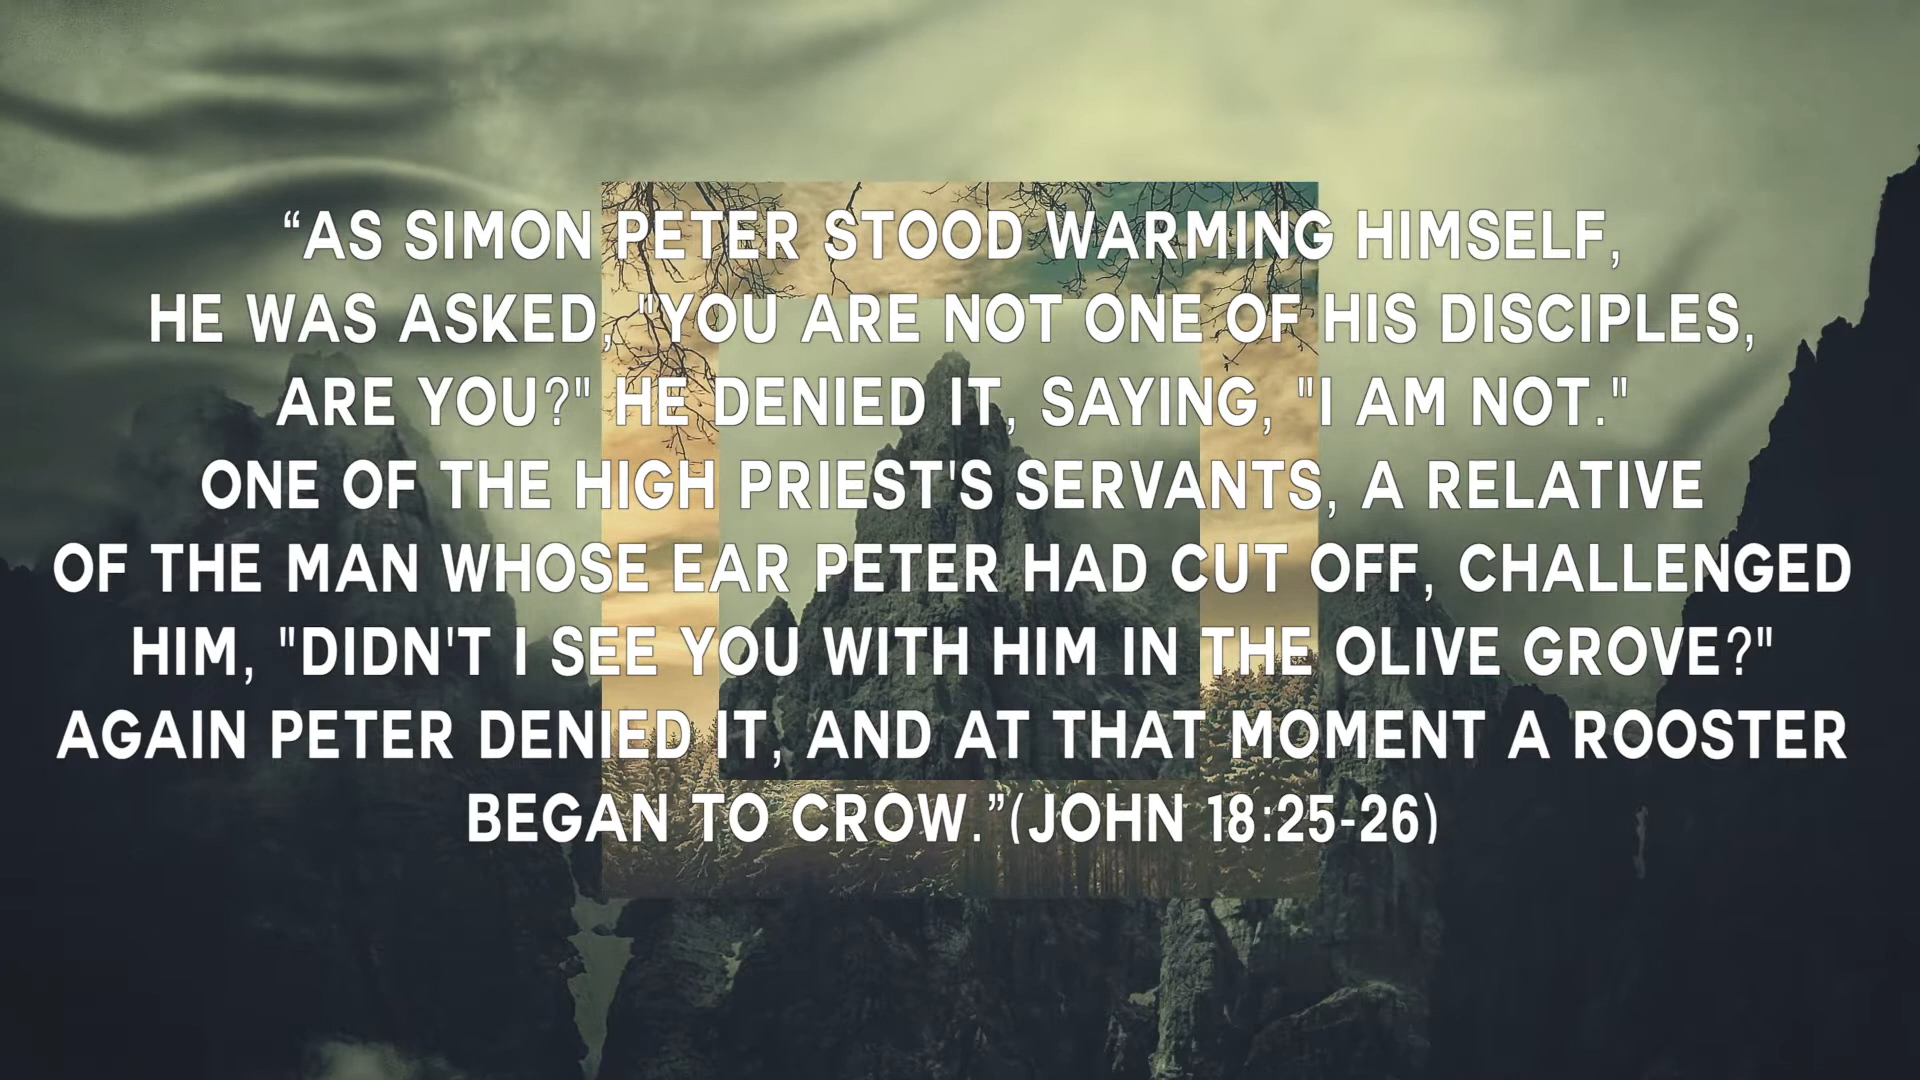 “AS SIMON PETER STOOD WARMING HIMSELF,
HE WAS ASKED, "YOU ARE NOT ONE OF HIS DISCIPLES,
ARE YOU?" HE DENIED IT, SAYING, "I AM NOT."
ONE OF THE HIGH PRIEST'S SERVANTS, A RELATIVE
OF THE MAN WHOSE EAR PETER HAD CUT OFF, CHALLENGED
HIM, "DIDN'T I SEE YOU WITH HIM IN THE OLIVE GROVE?"
AGAIN PETER DENIED IT, AND AT THAT MOMENT A ROOSTER
BEGAN TO CROW.”(JOHN 18:25-26)